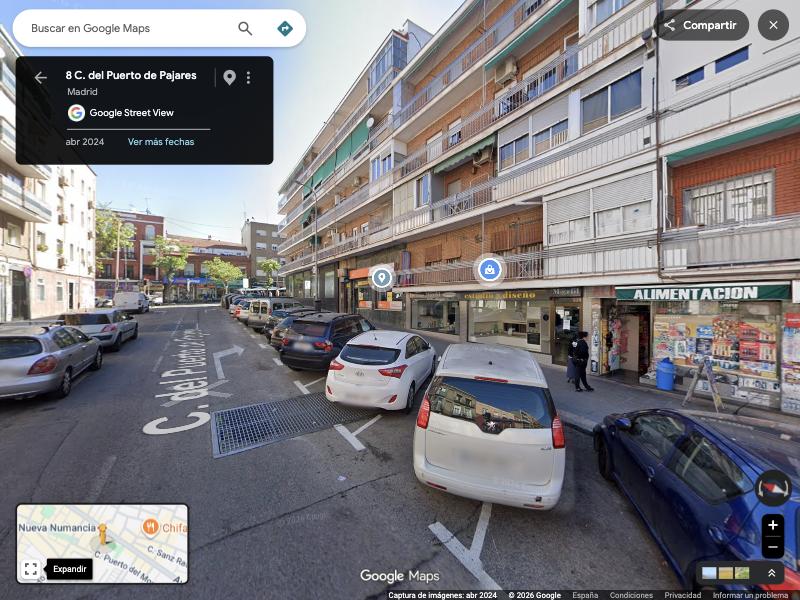 Buscar en Google Maps
Compartir
8 C. del Puerto de Pajares
Madrid
Google Street View
abr 2024
Ver más fechas
estudio y diseño
ALIMENTACION
C. del Puerto
Nueva Numancia
Chifa
C. Sanz Ra
C. Puerto del Mo
Expandir
Google Maps
Captura de imágenes: abr 2024
© 2026 Google
España
Condiciones
Privacidad
Informar un problema